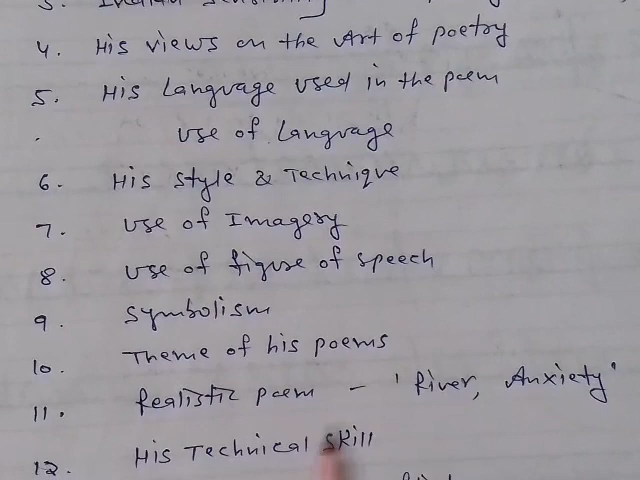 3. Indian
4. His views on the Art of poetry
5. His Language used in the poem
use of Language
6. His style & Technique
7. use of Imagery
8. use of figure of speech
9. Symbolism
10. Theme of his poems
11. Realistic poem - 'River, Anxiety'
12. His Technical skill